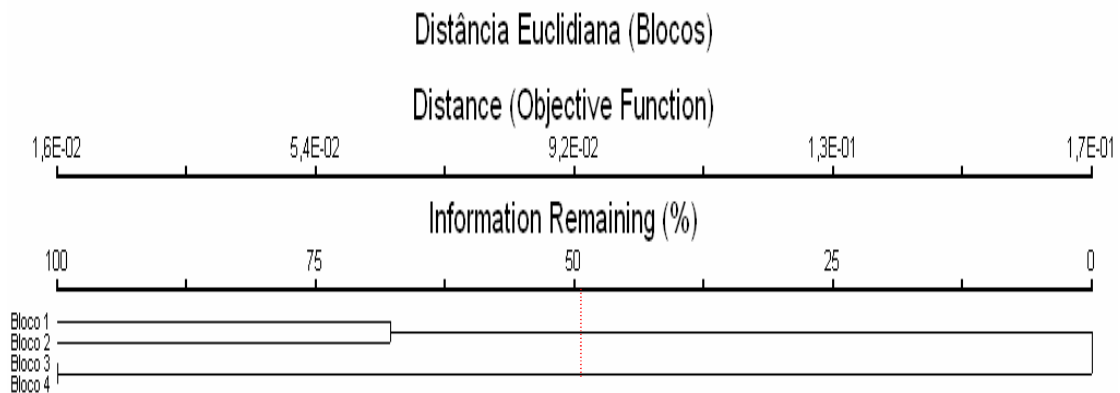 Distância Euclidiana (Blocos)
Distance (Objective Function)
1,6E-02 5,4E-02 9,2E-02 1,3E-01 1,7E-01
Information Remaining (%)
100 75 50 25 0
Bloco 1
Bloco 2
Bloco 3
Bloco 4